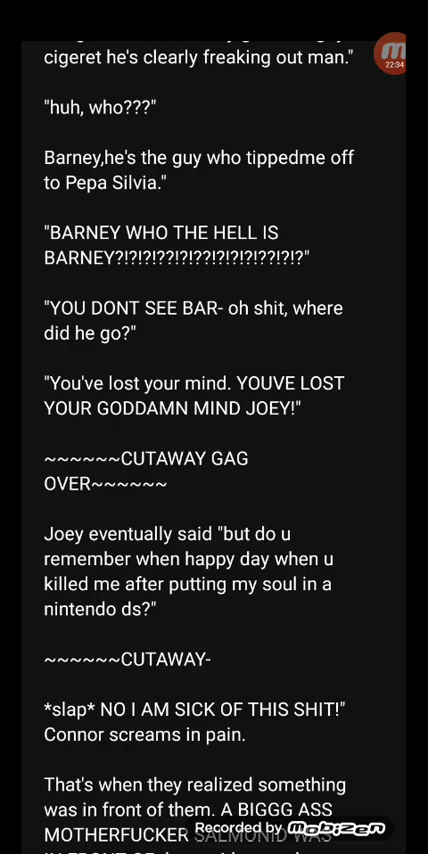 cigeret he's clearly freaking out man."
22:34
"huh, who???"
Barney,he's the guy who tippedme off
to Pepa Silvia."
"BARNEY WHO THE HELL IS
BARNEY?!?!?!??!?!??!?!?!?!??!?!?"
"YOU DONT SEE BAR- oh shit, where
did he go?"
"You've lost your mind. YOUVE LOST
YOUR GODDAMN MIND JOEY!"
~~~~~~CUTAWAY GAG
OVER~~~~~~
Joey eventually said "but do u
remember when happy day when u
killed me after putting my soul in a
nintendo ds?"
~~~~~~CUTAWAY-
*slap* NO I AM SICK OF THIS SHIT!"
Connor screams in pain.
That's when they realized something
was in front of them. A BIGGG ASS
MOTHERFUCKER SALMONID WAS
Recorded by mobizen